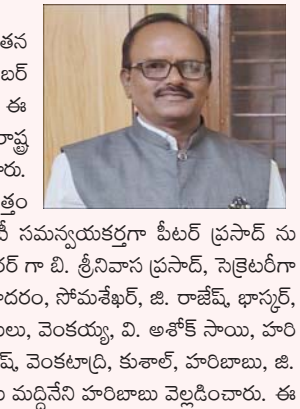 తన
బర్
ఈ
రాష్ట్ర
రు.
త్తం
వీ సమన్వయకర్తగా పీటర్ ప్రసాద్ ను
ర్ గా బి. శ్రీనివాస ప్రసాద్, సెక్రెటరీగా
దరం, సోమశేఖర్, జి. రాజేష్, భాస్కర్,
లు, వెంకయ్య, వి. అశోక్ సాయి, హరి
ష్, వెంకటాద్రి, కుశాల్, హరిబాబు, జి.
మద్దినేని హరిబాబు వెల్లడించారు. ఈ